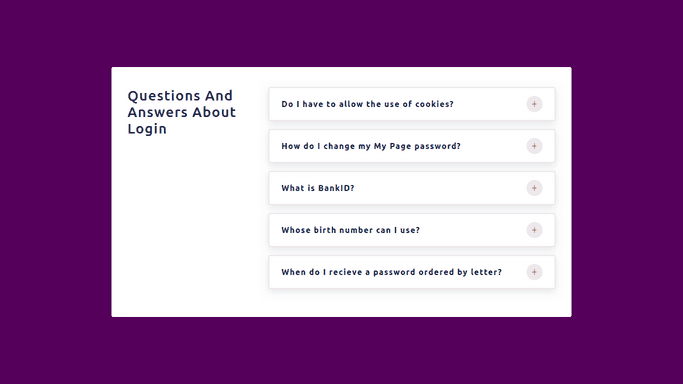 Questions And
Answers About
Login
Do I have to allow the use of cookies?
How do I change my My Page password?
What is BankID?
Whose birth number can I use?
When do I recieve a password ordered by letter?